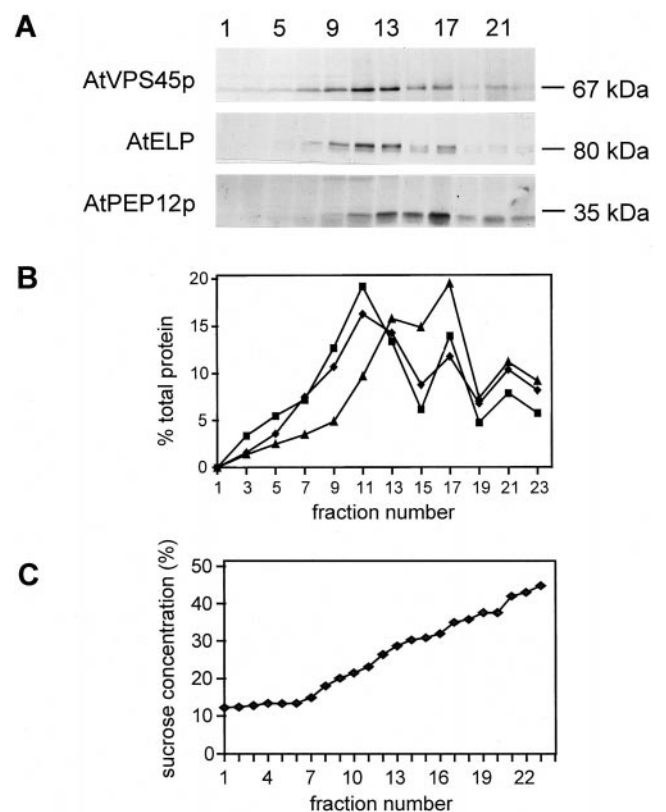 A
1 5 9 13 17 21
AtVPS45p
67 kDa
AtELP
80 kDa
AtPEP12p
35 kDa
B
20
15
10
5
0
% total protein
1 3 5 7 9 11 13 15 17 19 21 23
fraction number
C
50
40
30
20
10
0
sucrose concentration (%)
1 4 7 10 13 16 19 22
fraction number